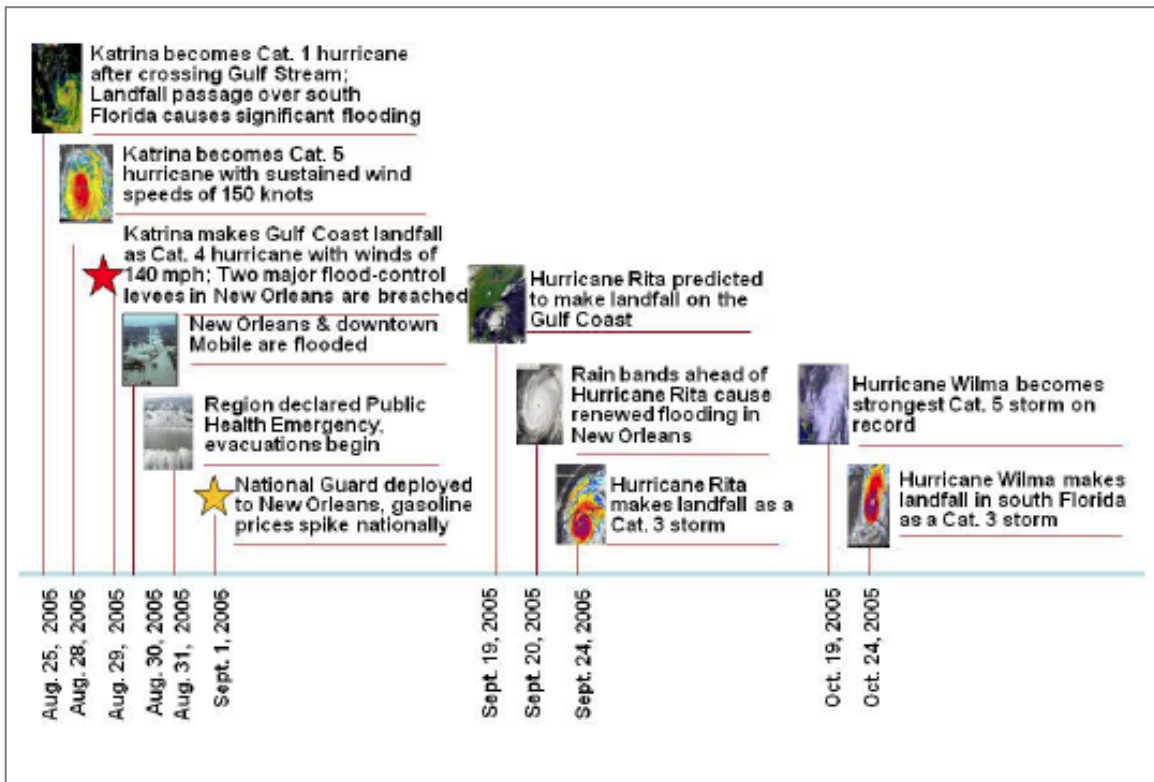 Katrina becomes Cat. 1 hurricane
after crossing Gulf Stream;
Landfall passage over south
Florida causes significant flooding
Katrina becomes Cat. 5
hurricane with sustained wind
speeds of 150 knots
Katrina makes Gulf Coast landfall
as Cat. 4 hurricane with winds of
140 mph; Two major flood-control
levees in New Orleans are breached
New Orleans & downtown
Mobile are flooded
Region declared Public
Health Emergency,
evacuations begin
National Guard deployed
to New Orleans, gasoline
prices spike nationally
Hurricane Rita predicted
to make landfall on the
Gulf Coast
Rain bands ahead of
Hurricane Rita cause
renewed flooding in
New Orleans
Hurricane Rita
makes landfall as a
Cat. 3 storm
Hurricane Wilma becomes
strongest Cat. 5 storm on
record
Hurricane Wilma makes
landfall in south Florida
as a Cat. 3 storm
Aug. 25, 2005
Aug. 28, 2005
Aug. 29, 2005
Aug. 30, 2005
Aug. 31, 2005
Sept. 1, 2005
Sept. 19, 2005
Sept. 20, 2005
Sept. 24, 2005
Oct. 19, 2005
Oct. 24, 2005